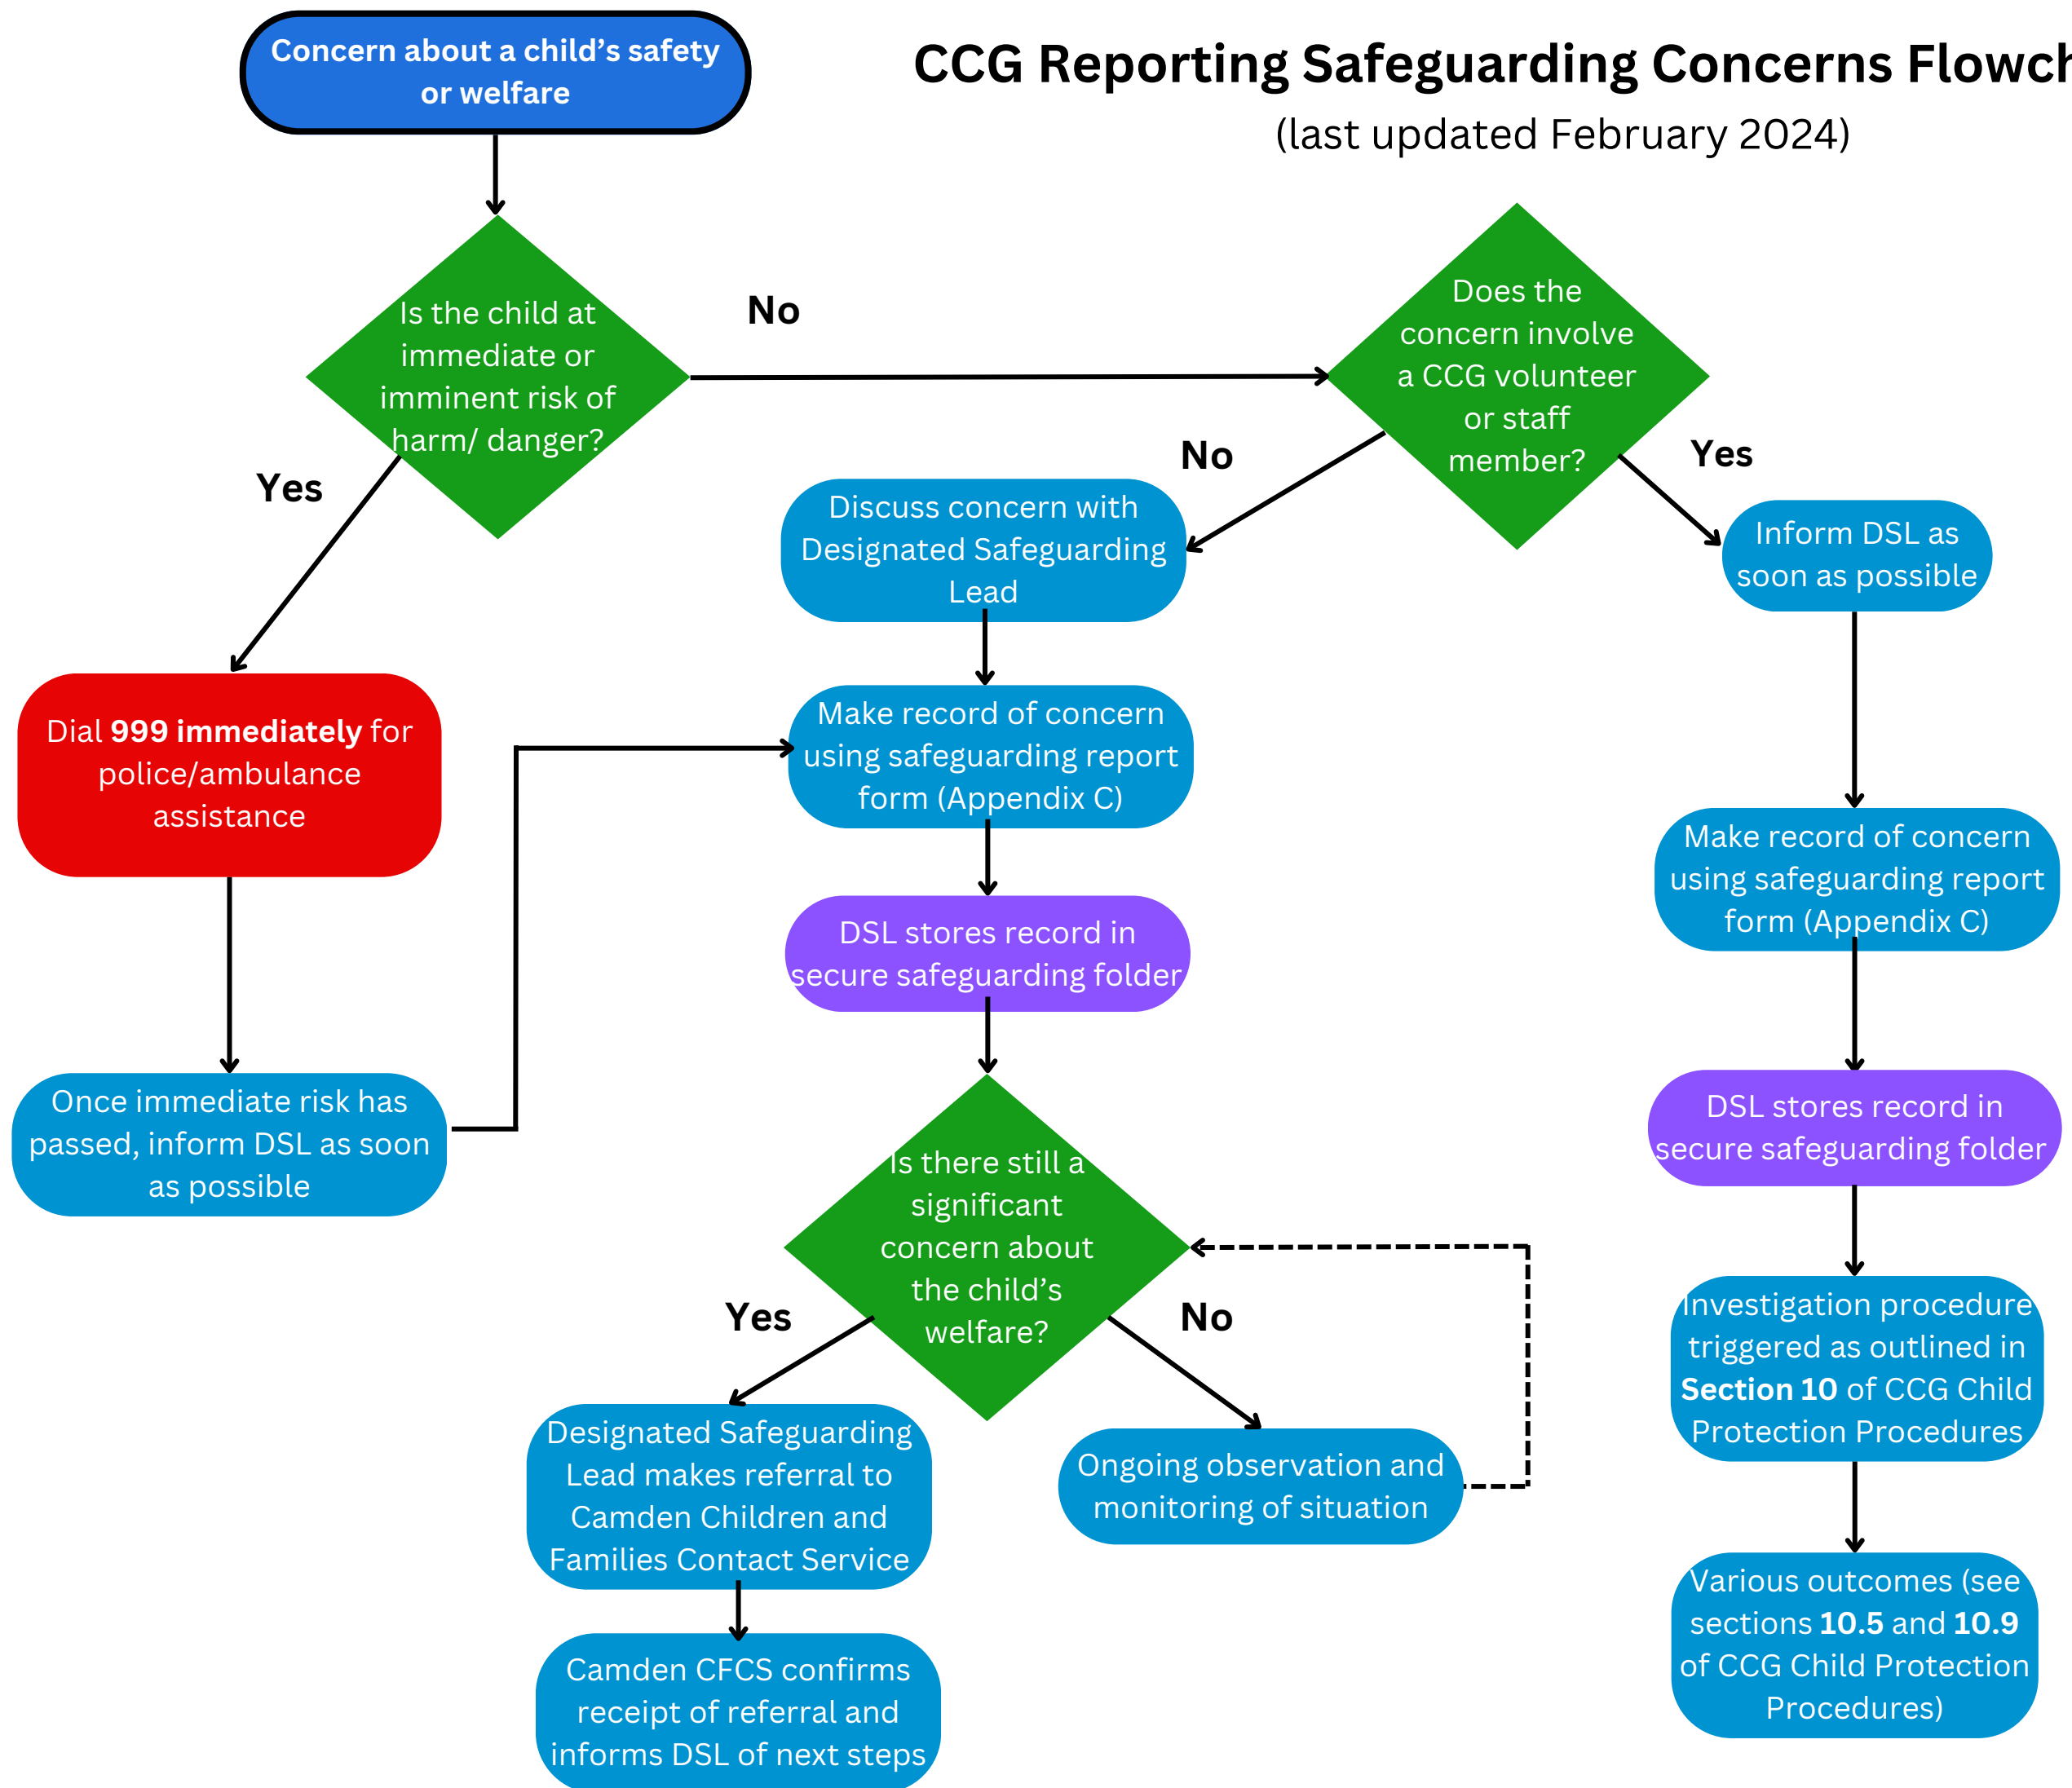 Concern about a child’s safety
or welfare
CCG Reporting Safeguarding Concerns
(last updated February 2024)
Is the child at
immediate or
imminent risk of
harm/ danger?
No
Yes
Does the
concern involve
a CCG volunteer
or staff
member?
No
Yes
Discuss concern with
Designated Safeguarding
Lead
Inform DSL as
soon as possible
Dial 999 immediately for
police/ambulance
assistance
Make record of concern
using safeguarding report
form (Appendix C)
Make record of concern
using safeguarding report
form (Appendix C)
DSL stores record in
secure safeguarding folder
Once immediate risk has
passed, inform DSL as soon
as possible
DSL stores record in
secure safeguarding folder
Is there still a
significant
concern about
the child’s
welfare?
Yes
No
Investigation procedure
triggered as outlined in
Section 10 of CCG Child
Protection Procedures
Designated Safeguarding
Lead makes referral to
Camden Children and
Families Contact Service
Ongoing observation and
monitoring of situation
Various outcomes (see
sections 10.5 and 10.9
of CCG Child Protection
Procedures)
Camden CFCS confirms
receipt of referral and
informs DSL of next steps